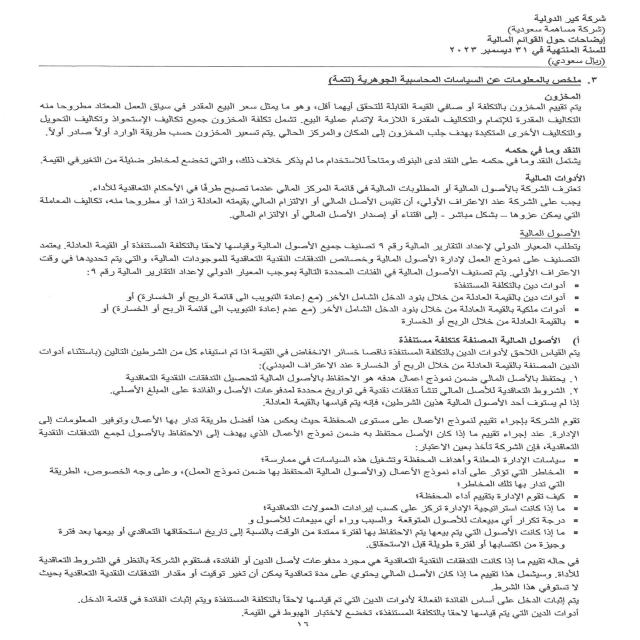 شركة كير الدولية
(شركة مساهمة سعودية)
إيضاحات حول القوائم المالية
للسنة المنتهية في ٣١ ديسمبر ٢٠٢٣
(ريال سعودي)
٣. ملخص بالمعلومات عن السياسات المحاسبية الجوهرية (تتمة)
المخزون
يتم تقييم المخزون بالتكلفة أو صافي القيمة القابلة للتحقق أيهما أقل، وهو ما يمثل سعر البيع المقدر في سياق العمل المعتاد مطروحا منه
التكاليف المقدرة للإتمام والتكاليف المقدرة اللازمة لإتمام عملية البيع. تشمل تكلفة المخزون جميع تكاليف الإستحواذ وتكاليف التحويل
والتكاليف الأخرى المتكبدة بهدف جلب المخزون إلى المكان والمركز الحالي. يتم تسعير المخزون حسب طريقة الوارد أولاً صادر أولاً.
النقد وما في حكمه
يشتمل النقد وما في حكمه على النقد لدى البنوك ومتاحاً للاستخدام ما لم يذكر خلاف ذلك، والتي تخضع لمخاطر ضئيلة من التغير في القيمة.
الأدوات المالية
تعترف الشركة بالأصول المالية أو المطلوبات المالية في قائمة المركز المالي عندما تصبح طرفًا في الأحكام التعاقدية للأداء.
يجب على الشركة عند الاعتراف الأولي، أن تقيس الأصل المالي أو الالتزام المالي بقيمته العادلة زائدا أو مطروحا منه، تكاليف المعاملة
التي يمكن عزوها – بشكل مباشر - إلى اقتناء أو إصدار الأصل المالي أو الالتزام المالي.
الأصول المالية
يتطلب المعيار الدولي لإعداد التقارير المالية رقم ٩ تصنيف جميع الأصول المالية وقياسها لاحقا بالتكلفة المستنفذة أو القيمة العادلة. يعتمد
التصنيف على نموذج العمل لإدارة الأصول المالية وخصائص التدفقات النقدية التعاقدية للموجودات المالية، والتي يتم تحديدها في وقت
الاعتراف الأولي. يتم تصنيف الأصول المالية في الفئات المحددة التالية بموجب المعيار الدولي لإعداد التقارير المالية رقم ٩:
• أدوات دين بالتكلفة المستنفذة
• أدوات دين بالقيمة العادلة من خلال بنود الدخل الشامل الأخر (مع إعادة التبويب الى قائمة الربح أو الخسارة) أو
• أدوات ملكية بالقيمة العادلة من خلال بنود الدخل الشامل الأخر (مع عدم إعادة التبويب الى قائمة الربح أو الخسارة) أو
• بالقيمة العادلة من خلال الربح أو الخسارة
أ) الأصول المالية المصنفة كتكلفة مستنفذة
يتم القياس اللاحق لأدوات الدين بالتكلفة المستنفذة ناقصا خسائر الانخفاض في القيمة اذا تم استيفاء كل من الشرطين التالين (باستثناء أدوات
الدين المصنفة بالقيمة العادلة من خلال الربح أو الخسارة عند الاعتراف المبدئي):
١. يحتفظ بالأصل المالي ضمن نموذج اعمال هدفه هو الاحتفاظ بالأصول المالية لتحصيل التدفقات النقدية التعاقدية
٢. الشروط التعاقدية للأصل المالي تنشأ تدفقات نقدية في تواريخ محددة لمدفوعات الأصل والفائدة على المبلغ الأصلي.
إذا لم يستوف أحد الأصول المالية هذين الشرطين، فإنه يتم قياسها بالقيمة العادلة.
تقوم الشركة بإجراء تقييم لنموذج الأعمال على مستوى المحفظة حيث يعكس هذا أفضل طريقة تدار بها الأعمال وتوفير المعلومات إلى
الإدارة. عند إجراء تقييم ما إذا كان الأصل محتفظ به ضمن نموذج الأعمال الذي يهدف إلى الاحتفاظ بالأصول لجمع التدفقات النقدية
التعاقدية، فإن الشركة تأخذ بعين الاعتبار:
• سياسات الإدارة المعلنة وأهداف المحفظة وتشغيل هذه السياسات في ممارسة؛
• المخاطر التي تؤثر على أداء نموذج الأعمال (والأصول المالية المحتفظ بها ضمن نموذج العمل)، وعلى وجه الخصوص، الطريقة
التي تدار بها تلك المخاطر؛
• كيف تقوم الإدارة بتقييم أداء المحفظة؛
• ما إذا كانت استراتيجية الإدارة تركز على كسب إيرادات العمولات التعاقدية؛
• درجة تكرار أي مبيعات للأصول المتوقعة والسبب وراء أي مبيعات للأصول و
• ما إذا كانت الأصول التي يتم بيعها يتم الاحتفاظ بها لفترة ممتدة من الوقت بالنسبة إلى تاريخ استحقاقها التعاقدي أو بيعها بعد فترة
وجيزة من اكتسابها أو لفترة طويلة قبل الاستحقاق.
في حاله تقييم ما إذا كانت التدفقات النقدية التعاقدية هي مجرد مدفوعات لأصل الدين أو الفائدة، فستقوم الشركة بالنظر في الشروط التعاقدية
للأداة. وسيشمل هذا تقييم ما إذا كان الأصل المالي يحتوي على مدة تعاقدية يمكن أن تغير توقيت أو مقدار التدفقات النقدية التعاقدية بحيث
لا تستوفي هذا الشرط.
يتم إثبات الدخل على أساس الفائدة الفعالة لأدوات الدين التي تم قياسها لاحقاً بالتكلفة المستنفذة ويتم إثبات الفائدة في قائمة الدخل.
أدوات الدين التي يتم قياسها لاحقا بالتكلفة المستنفذة، تخضع لاختبار الهبوط في القيمة.
١٦